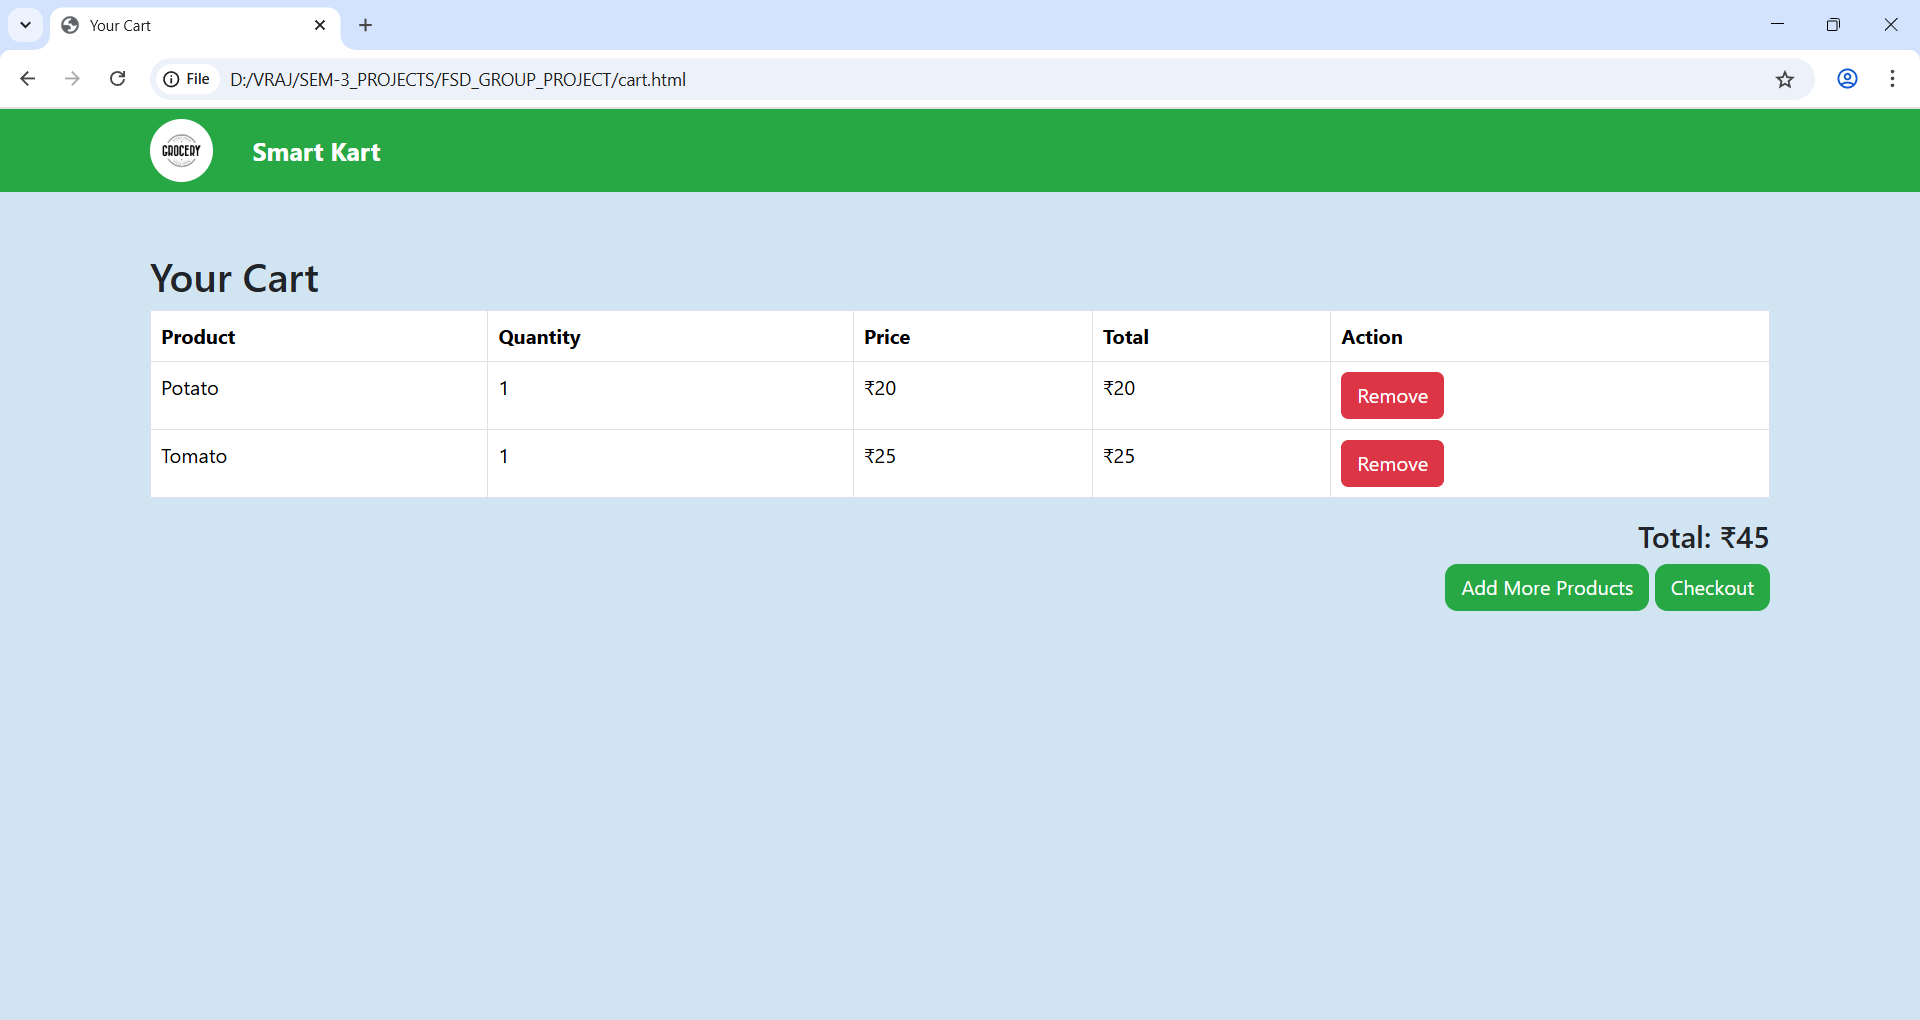 Your Cart
File D:/VRAJ/SEM-3_PROJECTS/FSD_GROUP_PROJECT/cart.html
GROCERY
Smart Kart
Your Cart
Product Quantity Price Total Action
Potato 1 ₹20 ₹20 Remove
Tomato 1 ₹25 ₹25 Remove
Total: ₹45
Add More Products Checkout